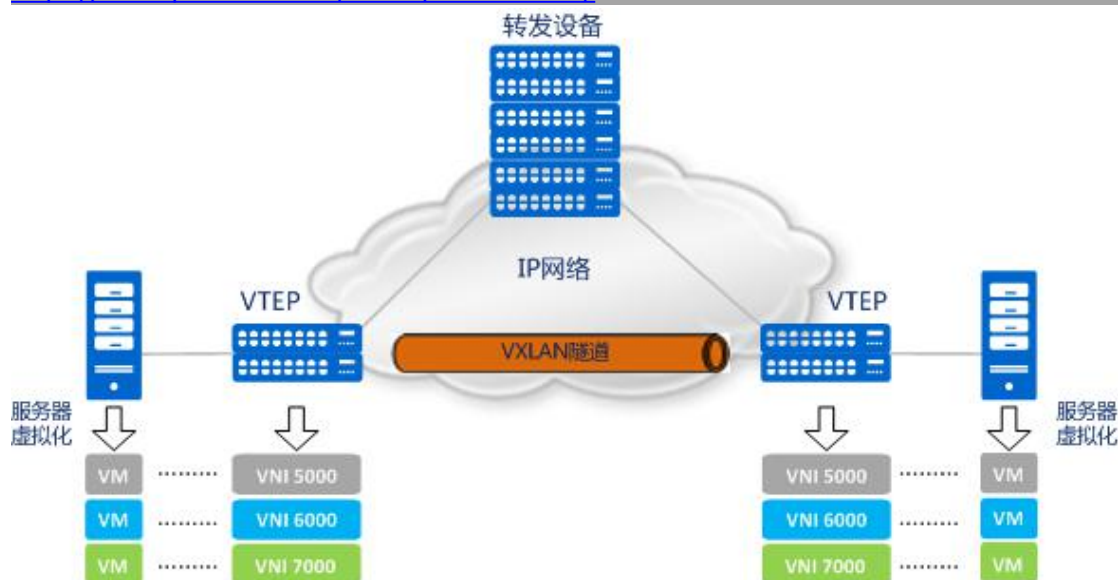 转发设备
IP网络
VTEP
VTEP
VXLAN隧道
服务器
虚拟化
服务器
虚拟化
VM ......... VNI 5000
VNI 5000 ......... VM
VM ......... VNI 6000
VNI 6000 ......... VM
VM ......... VNI 7000
VNI 7000 ......... VM